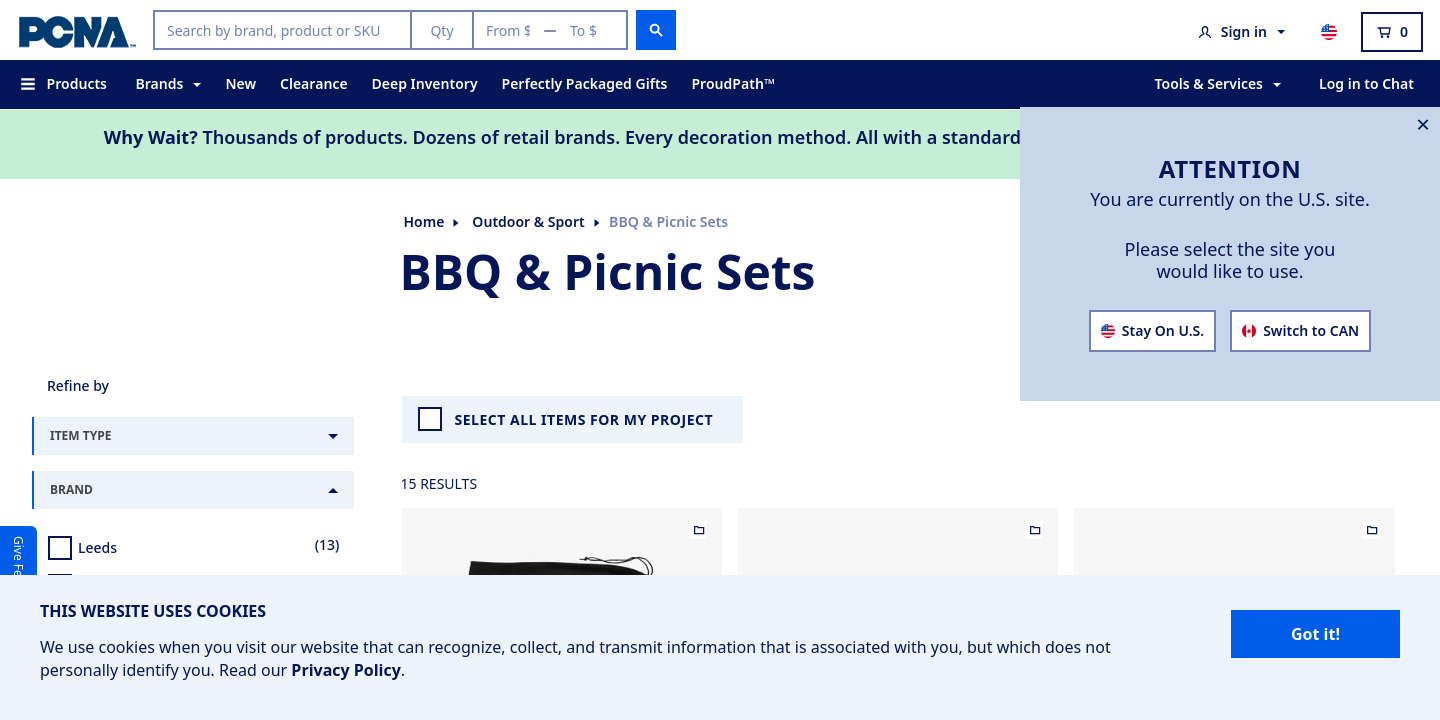 PCNA™
Search by brand, product or SKU
Qty
From $
To $
Sign in
0
Products
Brands
New
Clearance
Deep Inventory
Perfectly Packaged Gifts
ProudPath™
Tools & Services
Log in to Chat
Why Wait? Thousands of products. Dozens of retail brands. Every decoration method. All with a standard
ATTENTION
You are currently on the U.S. site.
Please select the site you
would like to use.
Stay On U.S.
Switch to CAN
Home
Outdoor & Sport
BBQ & Picnic Sets
BBQ & Picnic Sets
Refine by
ITEM TYPE
BRAND
Leeds
(13)
SELECT ALL ITEMS FOR MY PROJECT
15 RESULTS
Give
THIS WEBSITE USES COOKIES
We use cookies when you visit our website that can recognize, collect, and transmit information that is associated with you, but which does not
personally identify you. Read our Privacy Policy.
Got it!